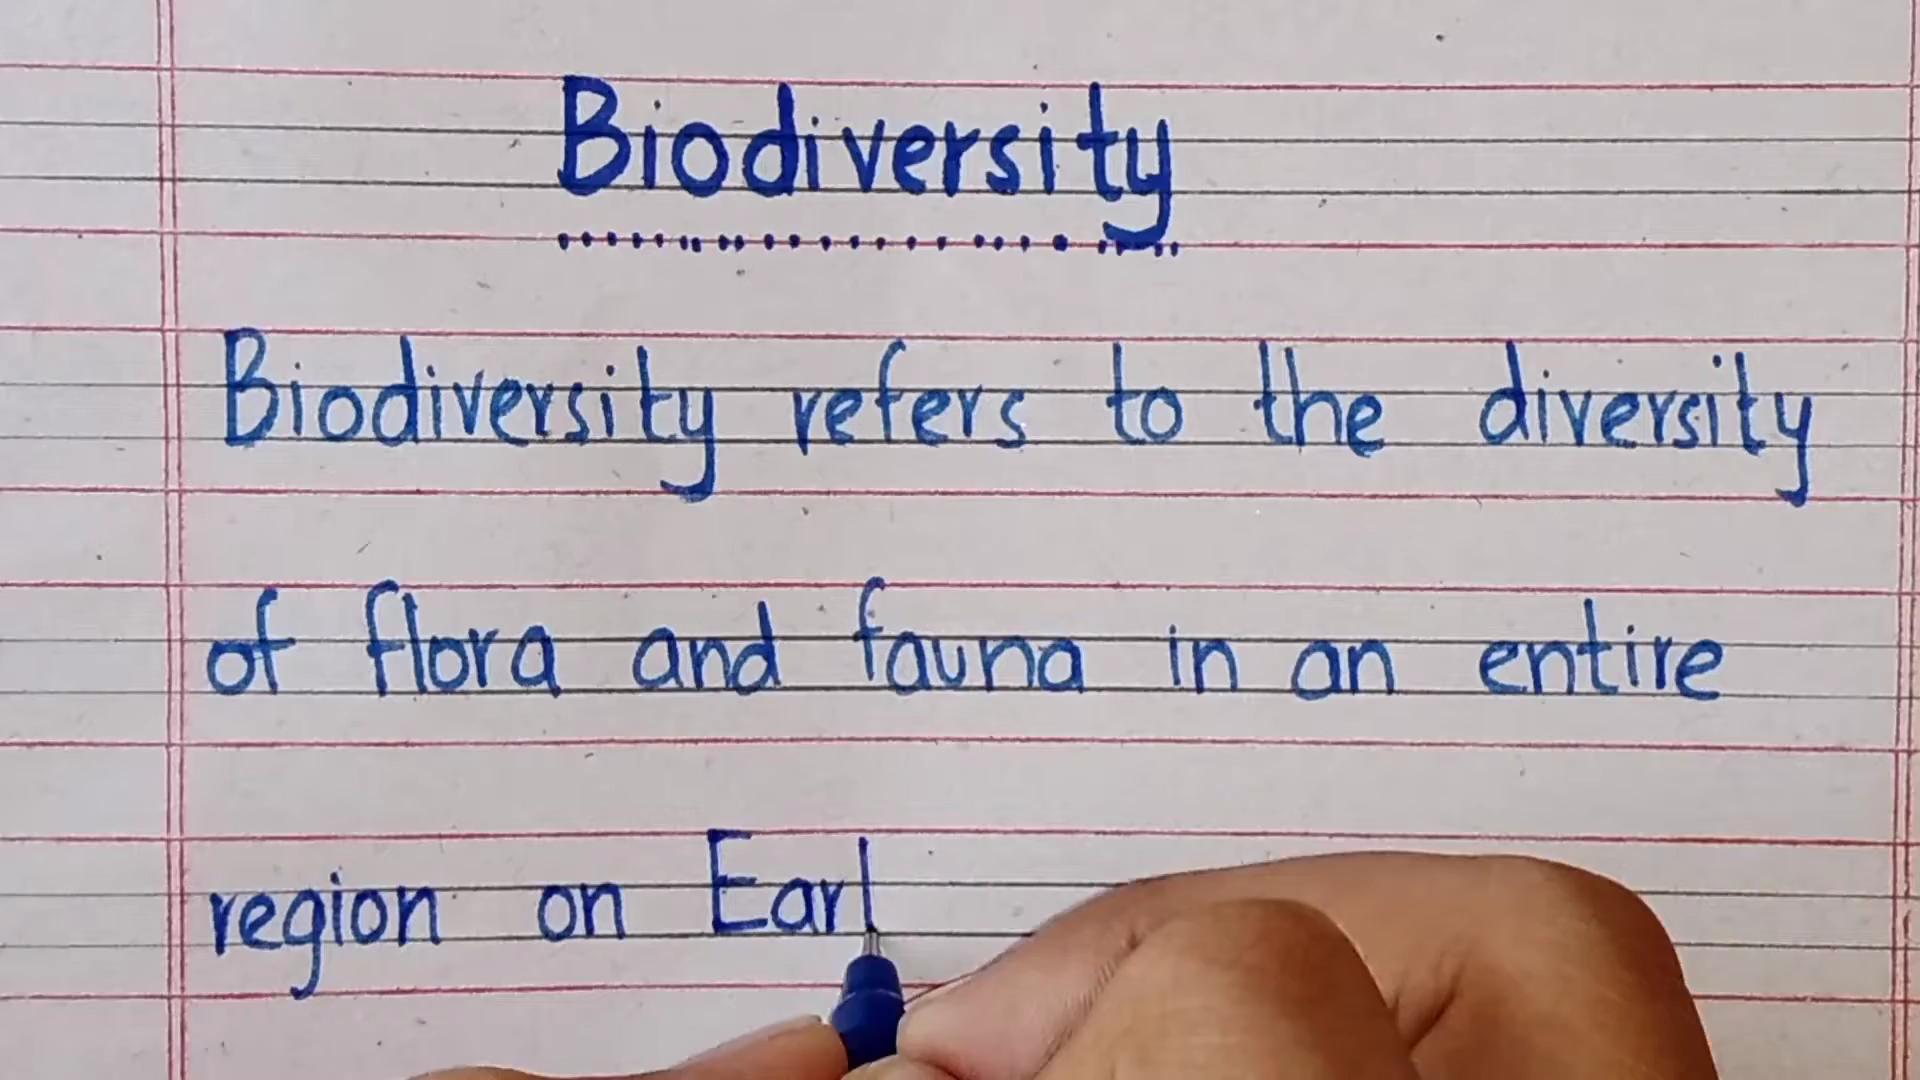 Biodiversity
Biodiversity refers to the diversity
of flora and fauna in an entire
region on Earl